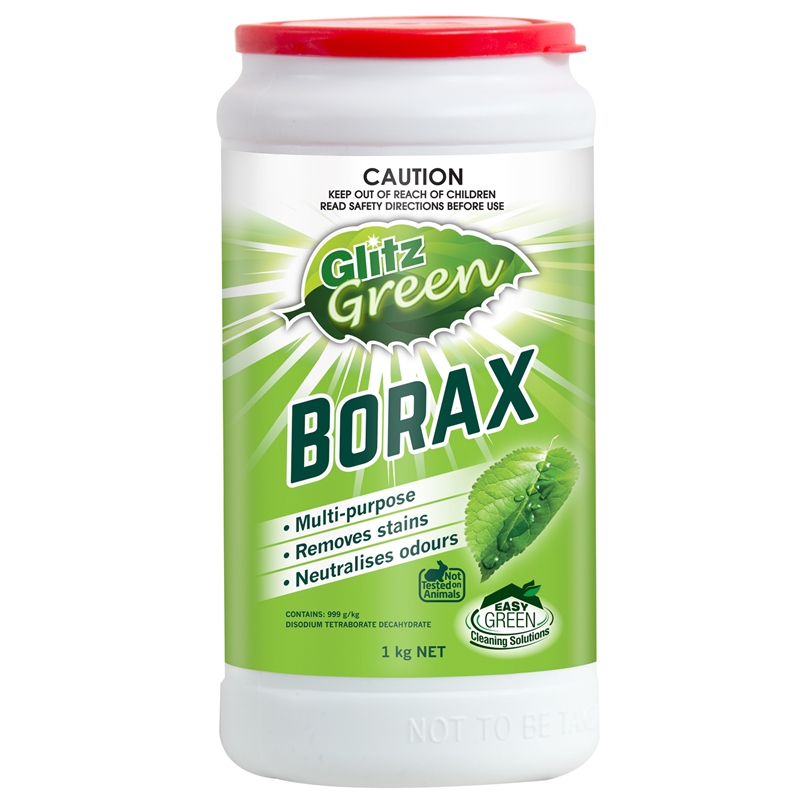 CAUTION
KEEP OUT OF REACH OF CHILDREN
READ SAFETY DIRECTIONS BEFORE USE
Glitz
Green
BORAX
• Multi-purpose
• Removes stains
• Neutralises odours
Not
Tested on
Animals
EASY
GREEN
Cleaning Solutions
CONTAINS: 999 g/kg
DISODIUM TETRABORATE DECAHYDRATE
1 kg NET
NOT TO BE TA